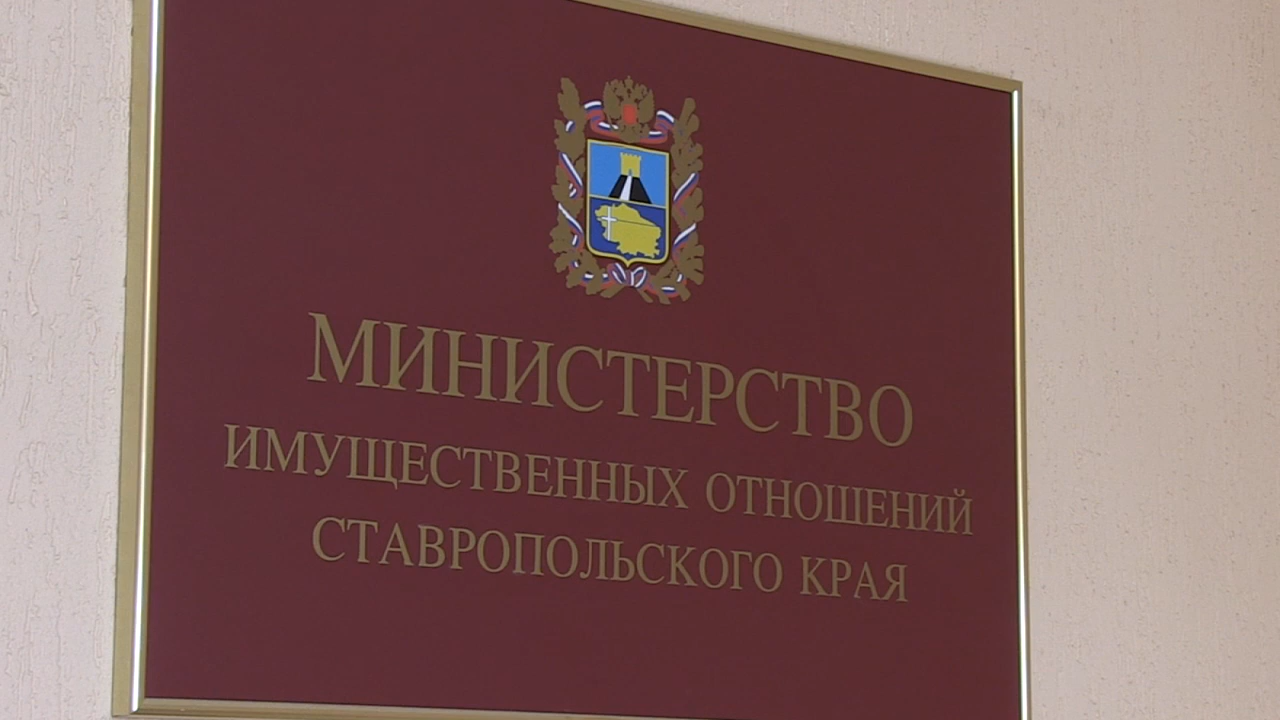 МИНИСТЕРСТВО
ИМУЩЕСТВЕННЫХ ОТНОШЕНИЙ
СТАВРОПОЛЬСКОГО КРАЯ